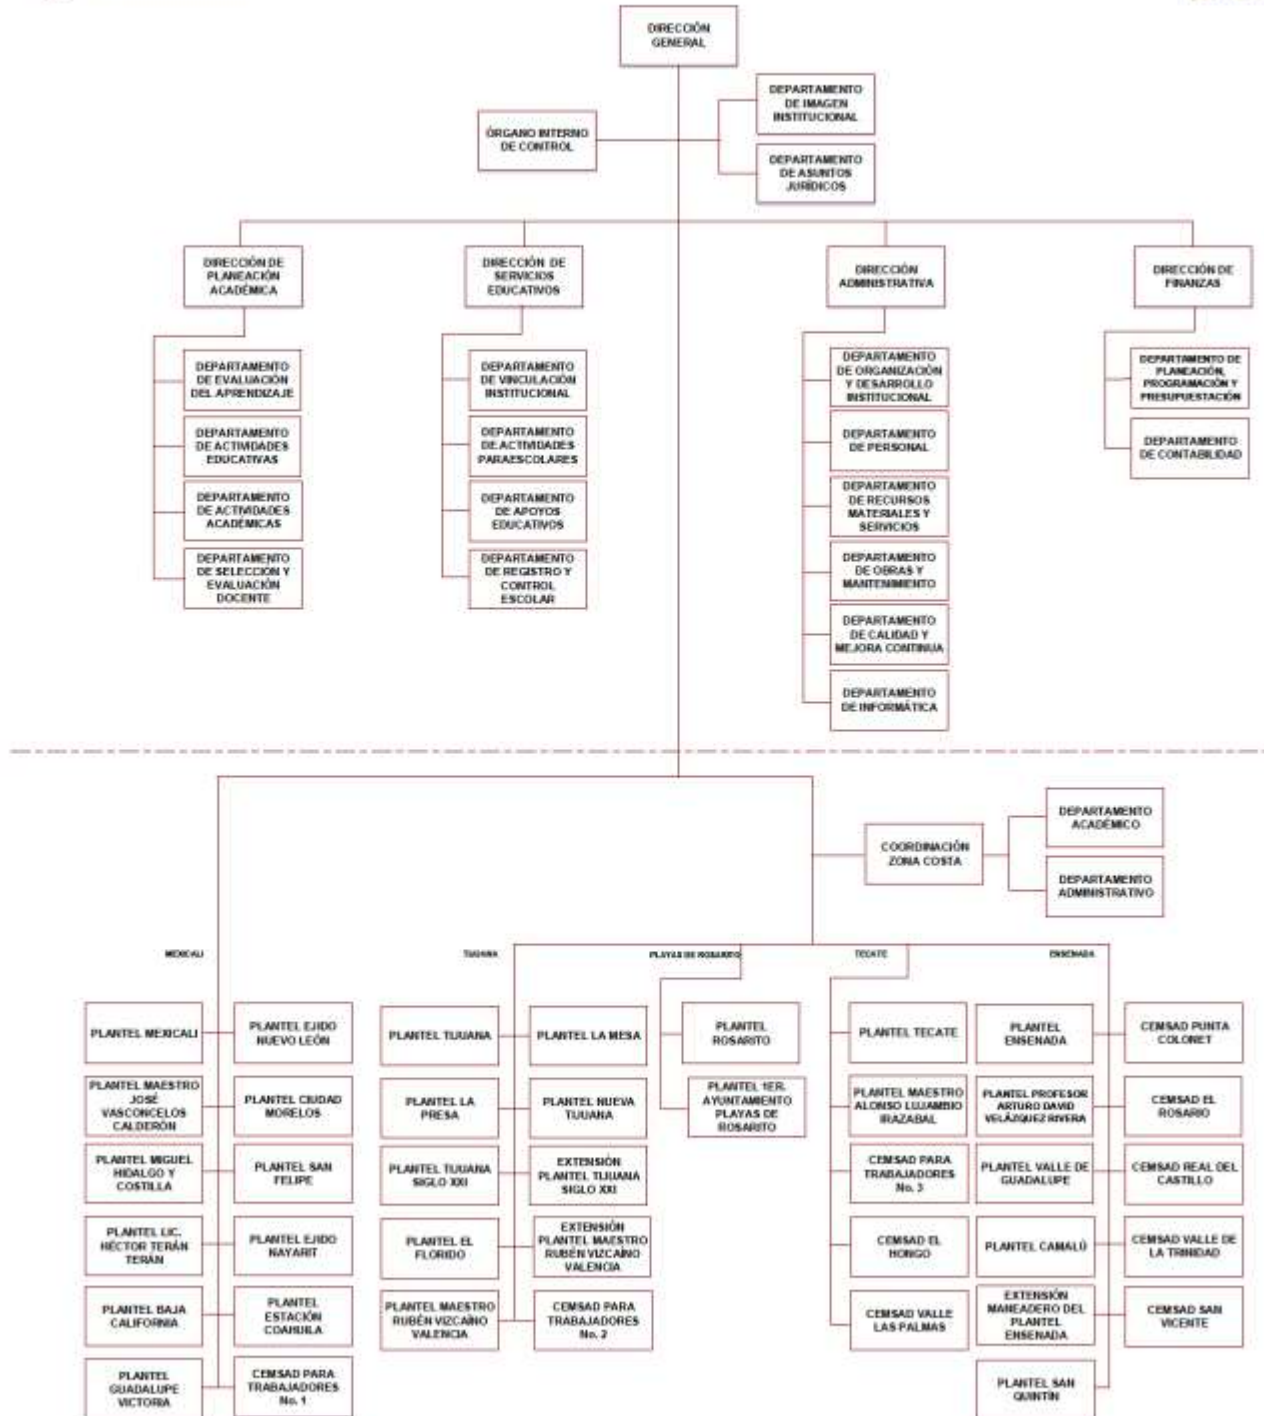 DIRECCIÓN
GENERAL
DEPARTAMENTO
DE IMAGEN
INSTITUCIONAL
ÓRGANO INTERNO
DE CONTROL
DEPARTAMENTO
DE ASUNTOS
JURÍDICOS
DIRECCIÓN DE
PLANEACIÓN
ACADÉMICA
DIRECCIÓN DE
SERVICIOS
EDUCATIVOS
DIRECCIÓN
ADMINISTRATIVA
DIRECCIÓN DE
FINANZAS
DEPARTAMENTO
DE EVALUACIÓN
DEL APRENDIZAJE
DEPARTAMENTO
DE ACTIVIDADES
EDUCATIVAS
DEPARTAMENTO
DE ACTIVIDADES
ACADÉMICAS
DEPARTAMENTO
DE SELECCIÓN Y
EVALUACIÓN
DOCENTE
DEPARTAMENTO
DE VINCULACIÓN
INSTITUCIONAL
DEPARTAMENTO
DE ACTIVIDADES
PARAESCOLARES
DEPARTAMENTO
DE APOYOS
EDUCATIVOS
DEPARTAMENTO
DE REGISTRO Y
CONTROL
ESCOLAR
DEPARTAMENTO
DE ORGANIZACIÓN
Y DESARROLLO
INSTITUCIONAL
DEPARTAMENTO
DE PERSONAL
DEPARTAMENTO
DE RECURSOS
MATERIALES Y
SERVICIOS
DEPARTAMENTO
DE OBRAS Y
MANTENIMIENTO
DEPARTAMENTO
DE CALIDAD Y
MEJORA CONTINUA
DEPARTAMENTO
DE INFORMÁTICA
DEPARTAMENTO DE
PLANEACIÓN,
PROGRAMACIÓN Y
PRESUPUESTACIÓN
DEPARTAMENTO
DE CONTABILIDAD
COORDINACIÓN
ZONA COSTA
DEPARTAMENTO
ACADÉMICO
DEPARTAMENTO
ADMINISTRATIVO
MEXICALI
PLANTEL MEXICALI
PLANTEL EJIDO
NUEVO LEÓN
PLANTEL MAESTRO
JOSÉ
VASCONCELOS
CALDERÓN
PLANTEL CIUDAD
MORELOS
PLANTEL MIGUEL
HIDALGO Y
COSTILLA
PLANTEL SAN
FELIPE
PLANTEL LIC.
HÉCTOR TERÁN
TERÁN
PLANTEL EJIDO
NAYARIT
PLANTEL BAJA
CALIFORNIA
PLANTEL
ESTACIÓN
COAHUILA
PLANTEL
GUADALUPE
VICTORIA
CEMSAD PARA
TRABAJADORES
No. 1
TIJUANA
PLANTEL TIJUANA
PLANTEL LA MESA
PLANTEL LA
PRESA
PLANTEL NUEVA
TIJUANA
PLANTEL TIJUANA
SIGLO XXI
EXTENSIÓN
PLANTEL TIJUANA
SIGLO XXI
PLANTEL EL
FLORIDO
EXTENSIÓN
PLANTEL MAESTRO
RUBÉN VIZCAÍNO
VALENCIA
PLANTEL MAESTRO
RUBÉN VIZCAÍNO
VALENCIA
CEMSAD PARA
TRABAJADORES
No. 2
PLAYAS DE ROSARITO
PLANTEL
ROSARITO
PLANTEL 1ER.
AYUNTAMIENTO
PLAYAS DE
ROSARITO
TECATE
PLANTEL TECATE
PLANTEL MAESTRO
ALONSO LUJAMBIO
IRAZABAL
CEMSAD PARA
TRABAJADORES
No. 3
CEMSAD EL
HONGO
CEMSAD VALLE
LAS PALMAS
ENSENADA
PLANTEL
ENSENADA
CEMSAD PUNTA
COLONET
PLANTEL PROFESOR
ARTURO DAVID
VELÁZQUEZ RIVERA
CEMSAD EL
ROSARIO
PLANTEL VALLE DE
GUADALUPE
CEMSAD REAL DEL
CASTILLO
PLANTEL CAMALÚ
CEMSAD VALLE DE
LA TRINIDAD
EXTENSIÓN
MANEADERO DEL
PLANTEL
ENSENADA
CEMSAD SAN
VICENTE
PLANTEL SAN
QUINTÍN